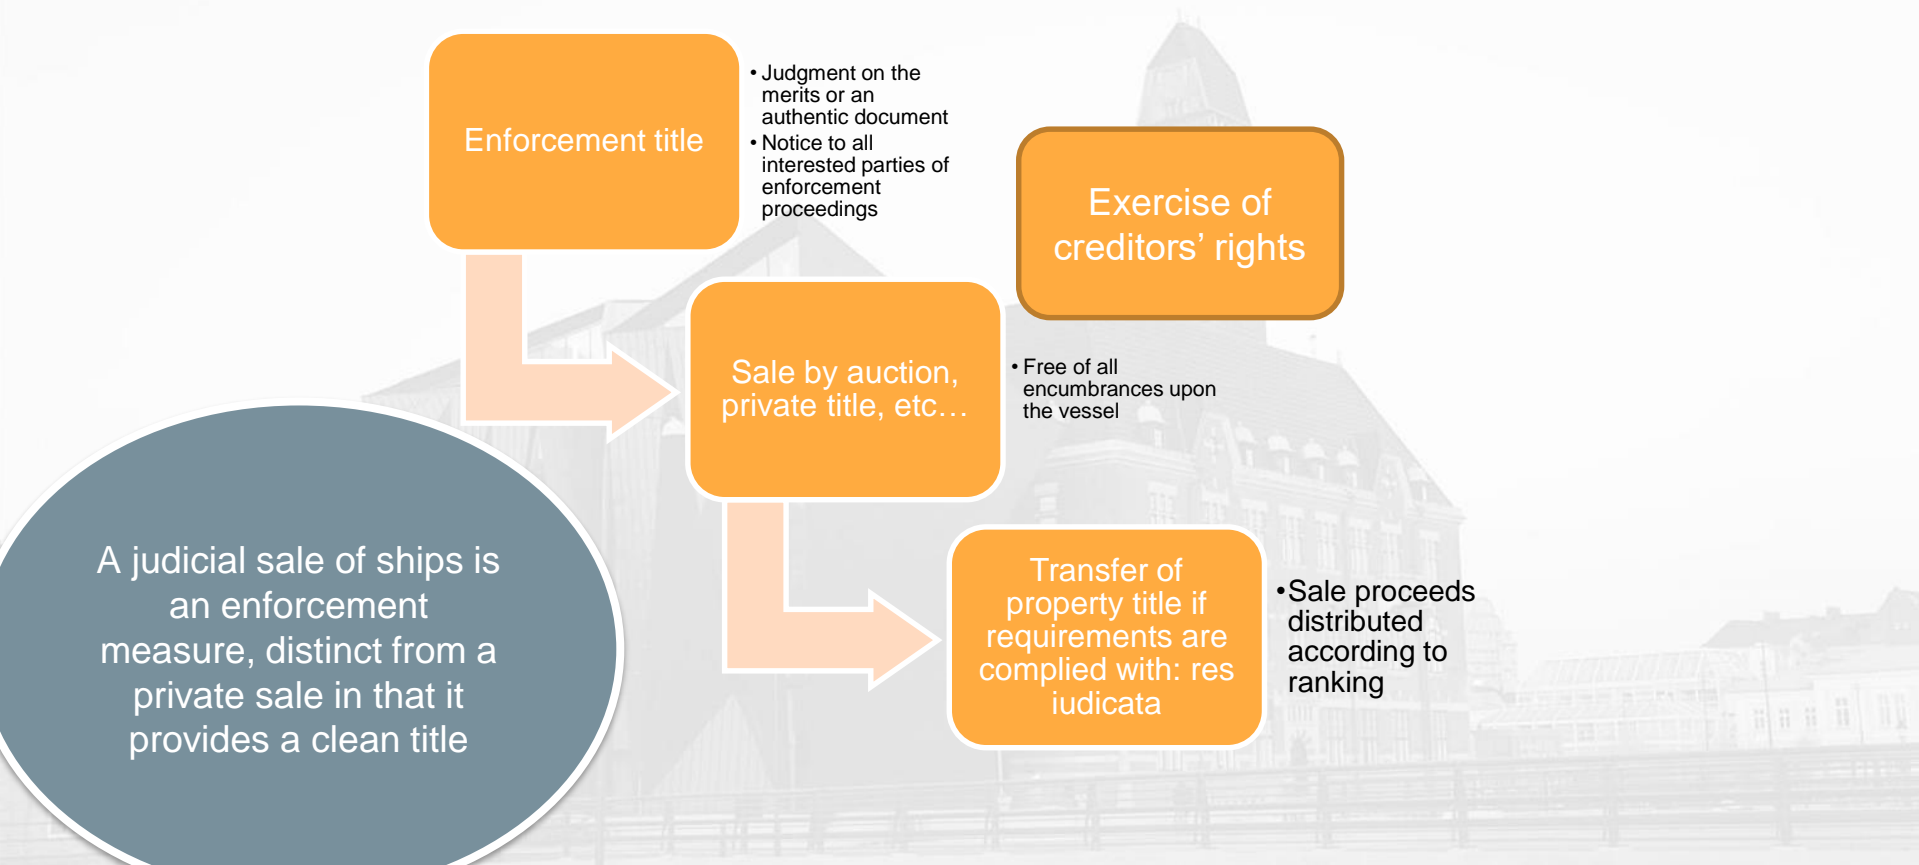 Enforcement title
• Judgment on the
merits or an
authentic document
• Notice to all
interested parties of
enforcement
proceedings
Exercise of
creditors’ rights
Sale by auction,
private title, etc…
• Free of all
encumbrances upon
the vessel
A judicial sale of ships is
an enforcement
measure, distinct from a
private sale in that it
provides a clean title
Transfer of
property title if
requirements are
complied with: res
iudicata
•Sale proceeds
distributed
according to
ranking